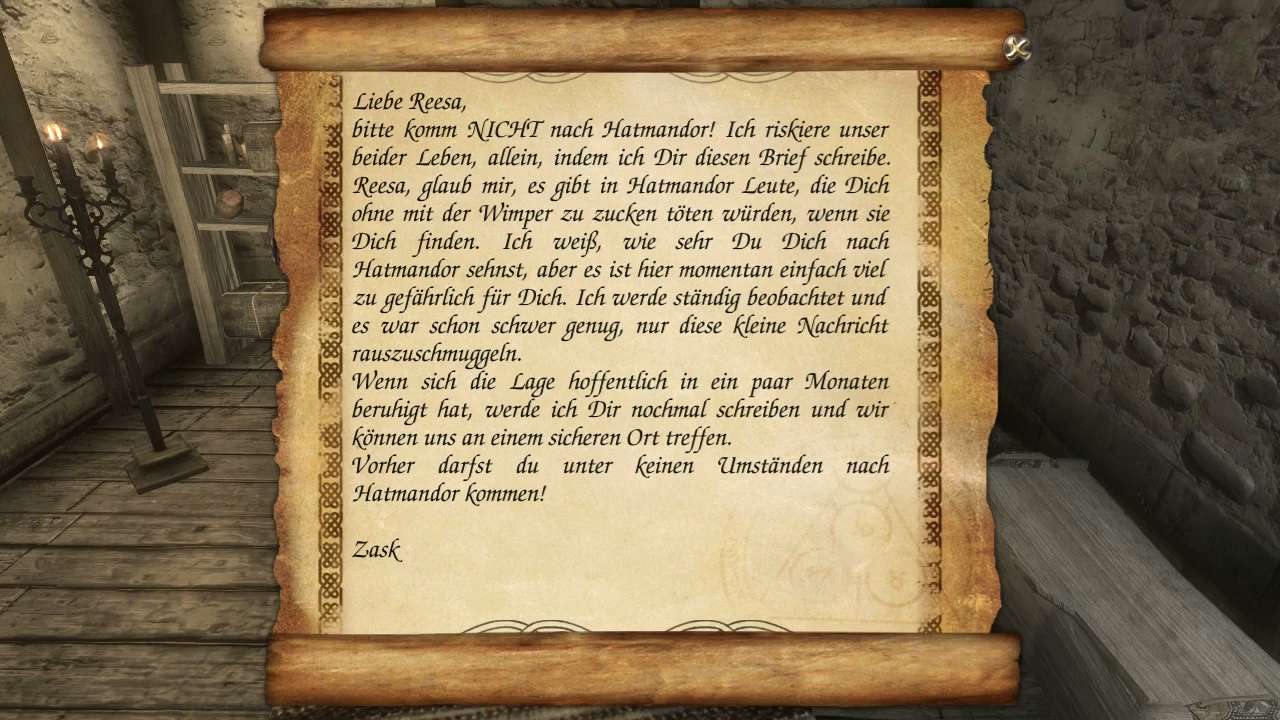 Liebe Reesa,
bitte komm NICHT nach Hatmandor! Ich riskiere unser
beider Leben, allein, indem ich Dir diesen Brief schreibe.
Reesa, glaub mir, es gibt in Hatmandor Leute, die Dich
ohne mit der Wimper zu zucken töten würden, wenn sie
Dich finden. Ich weiß, wie sehr Du Dich nach
Hatmandor sehnst, aber es ist hier momentan einfach viel
zu gefährlich für Dich. Ich werde ständig beobachtet und
es war schon schwer genug, nur diese kleine Nachricht
rauszuschmuggeln.
Wenn sich die Lage hoffentlich in ein paar Monaten
beruhigt hat, werde ich Dir nochmal schreiben und wir
können uns an einem sicheren Ort treffen.
Vorher darfst du unter keinen Umständen nach
Hatmandor kommen!
Zask